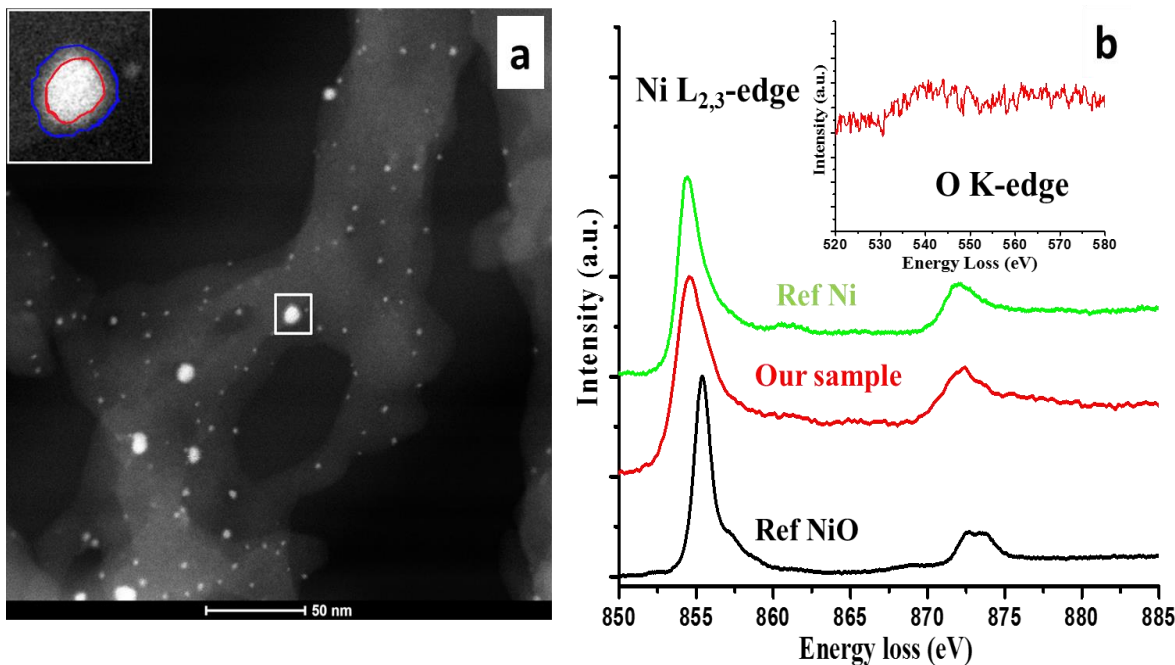 a
50 nm
b
Ni L2,3-edge
Intensity (a.u.)
O K-edge
520 530 540 550 560 570 580
Energy Loss (eV)
Ref Ni
Our sample
Ref NiO
Intensity (a.u.)
850 855 860 865 870 875 880 885
Energy loss (eV)